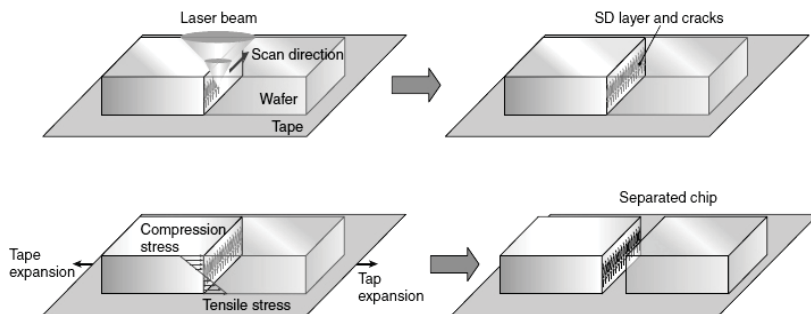 Laser beam
Scan direction
Wafer
Tape
SD layer and cracks
Compression
stress
Tape
expansion
Tensile stress
Tap
expansion
Separated chip